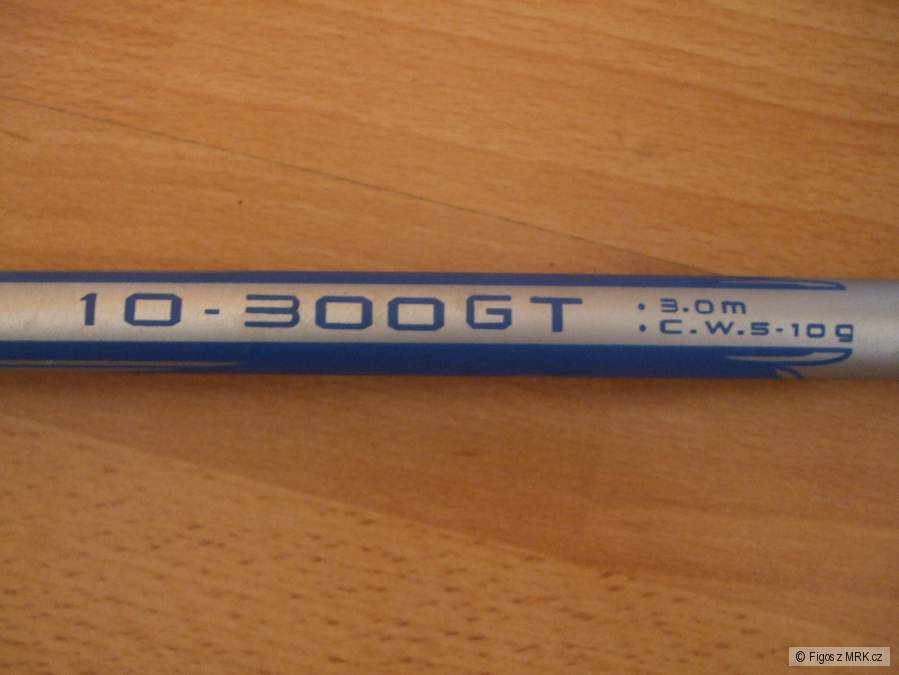 10-300GT
• 3.0m
• C.W.5-10g
© Figos z MRK.cz